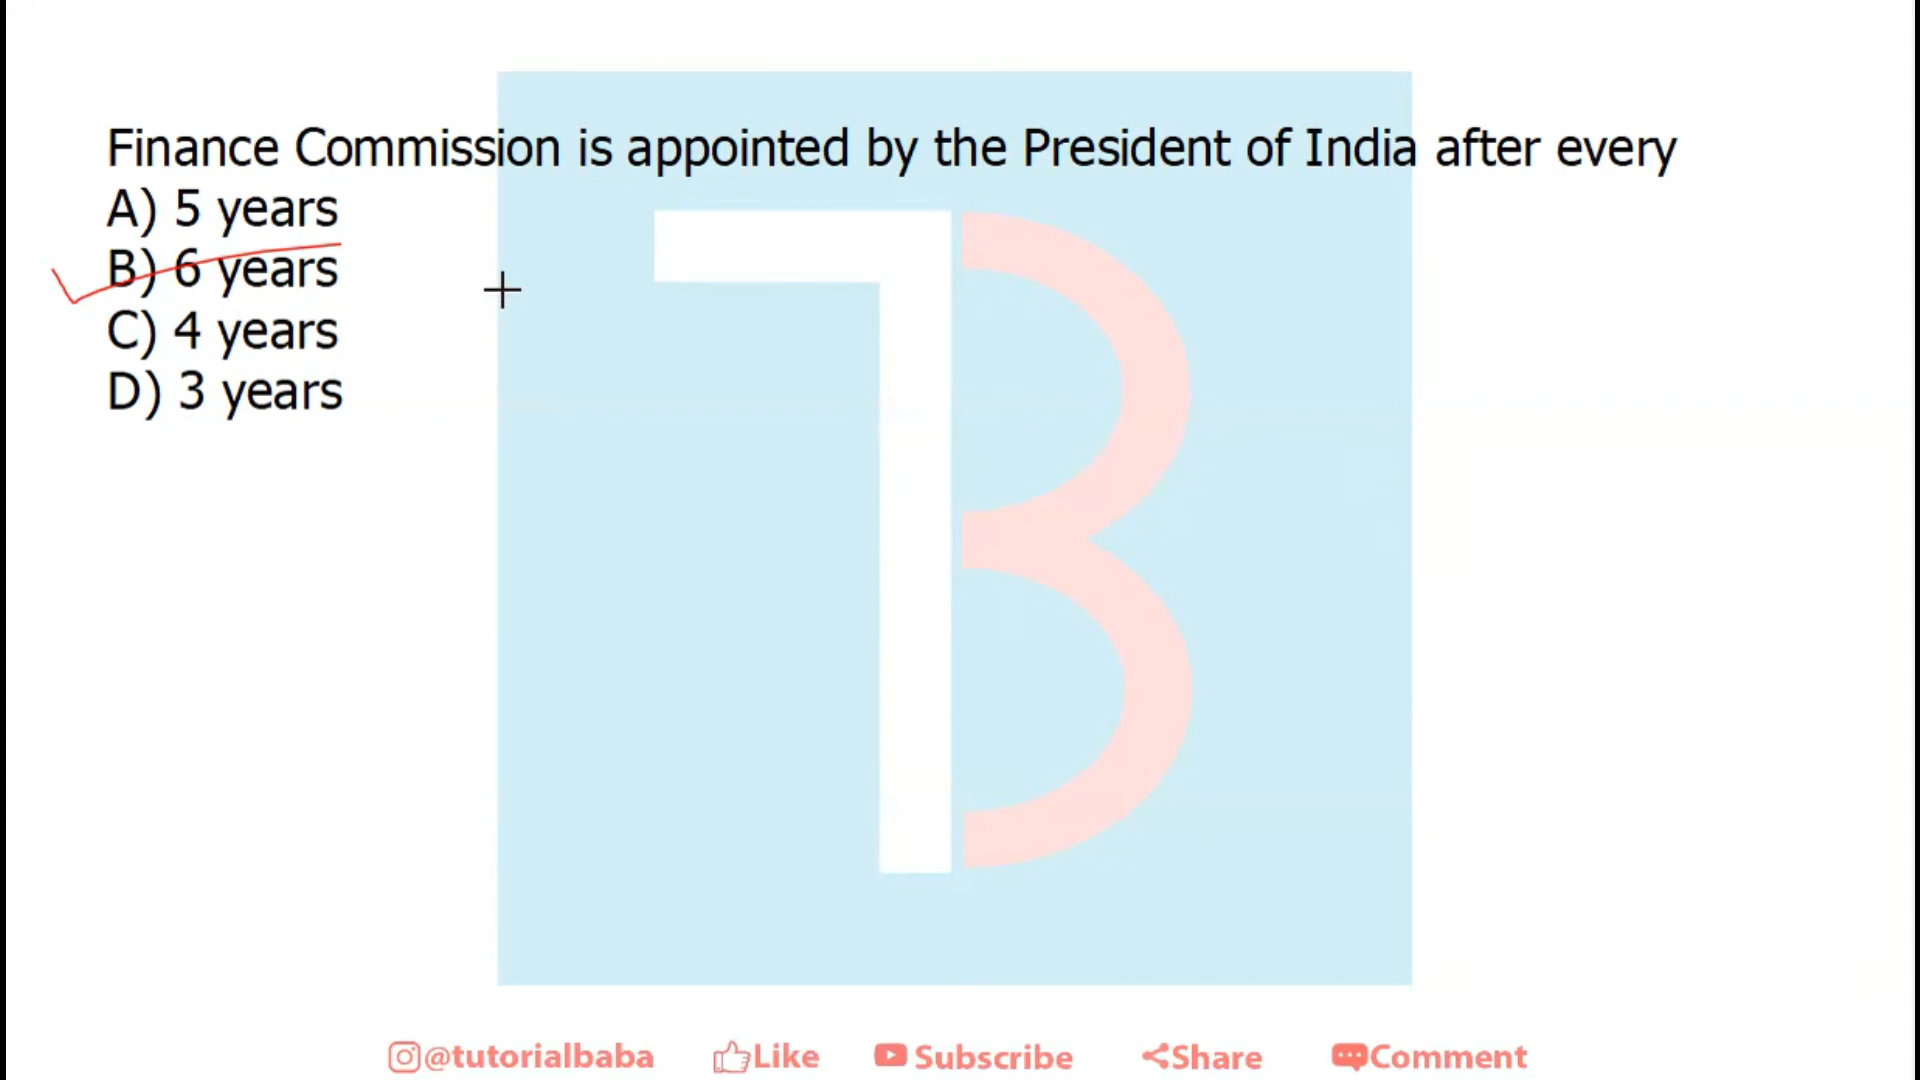 Finance Commission is appointed by the President of India after every
A) 5 years
B) 6 years
C) 4 years
D) 3 years
@tutorialbaba Like Subscribe Share Comment